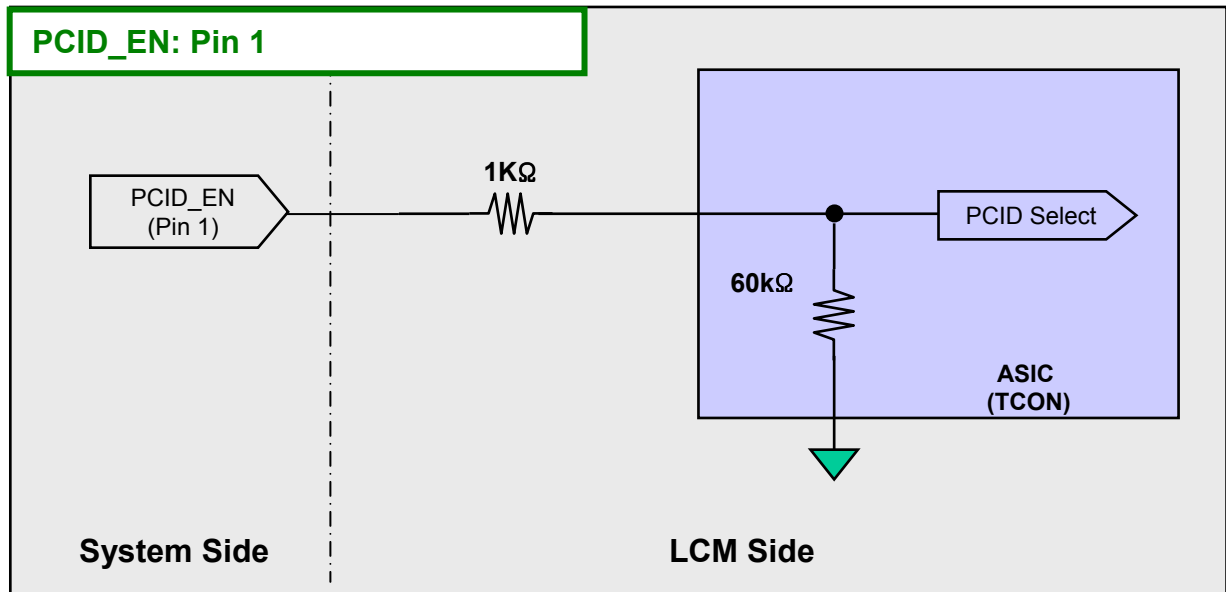 PCID_EN: Pin 1
1KΩ
PCID_EN
(Pin 1)
PCID Select
60kΩ
ASIC
(TCON)
System Side
LCM Side